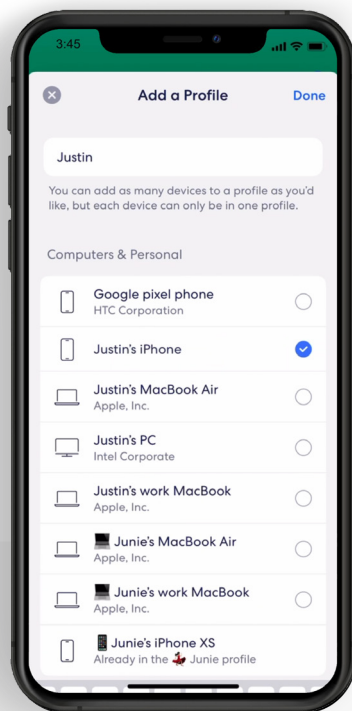 3:45
Add a Profile
Done
Justin
You can add as many devices to a profile as you'd
like, but each device can only be in one profile.
Computers & Personal
Google pixel phone
HTC Corporation
Justin's iPhone
Justin's MacBook Air
Apple, Inc.
Justin's PC
Intel Corporate
Justin's work MacBook
Apple, Inc.
💻 Junie's MacBook Air
Apple, Inc.
💻 Junie's work MacBook
Apple, Inc.
📱 Junie's iPhone XS
Already in the 💃 Junie profile